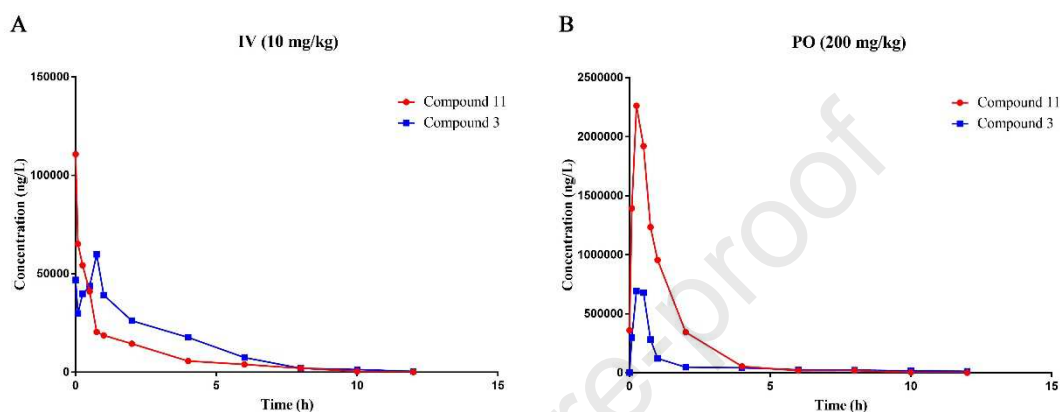 A
IV (10 mg/kg)
150000
100000
50000
0
0
5
10
15
Concentration (ng/L)
Time (h)
Compound 11
Compound 3
B
PO (200 mg/kg)
2500000
2000000
1500000
1000000
500000
0
0
5
10
15
Concentration (ng/L)
Time (h)
Compound 11
Compound 3
re-proof